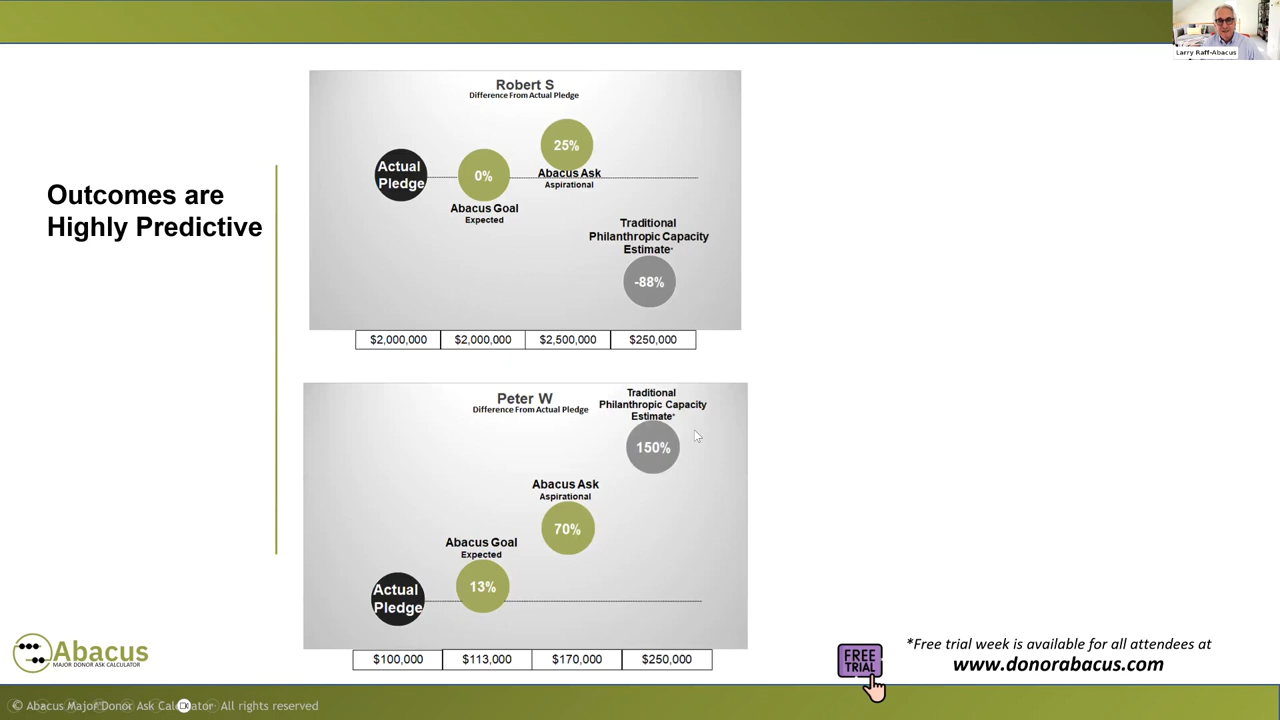 Larry Raff-Abacus
Outcomes are
Highly Predictive
Robert S
Difference From Actual Pledge
Actual
Pledge
0%
Abacus Goal
Expected
25%
Abacus Ask
Aspirational
Traditional
Philanthropic Capacity
Estimate*
-88%
$2,000,000
$2,000,000
$2,500,000
$250,000
Peter W
Difference From Actual Pledge
Traditional
Philanthropic Capacity
Estimate*
150%
Abacus Ask
Aspirational
70%
Abacus Goal
Expected
13%
Actual
Pledge
$100,000
$113,000
$170,000
$250,000
Abacus
MAJOR DONOR ASK CALCULATOR
FREE
TRIAL
*Free trial week is available for all attendees at
www.donorabacus.com
© Abacus Major Donor Ask Calculator All rights reserved